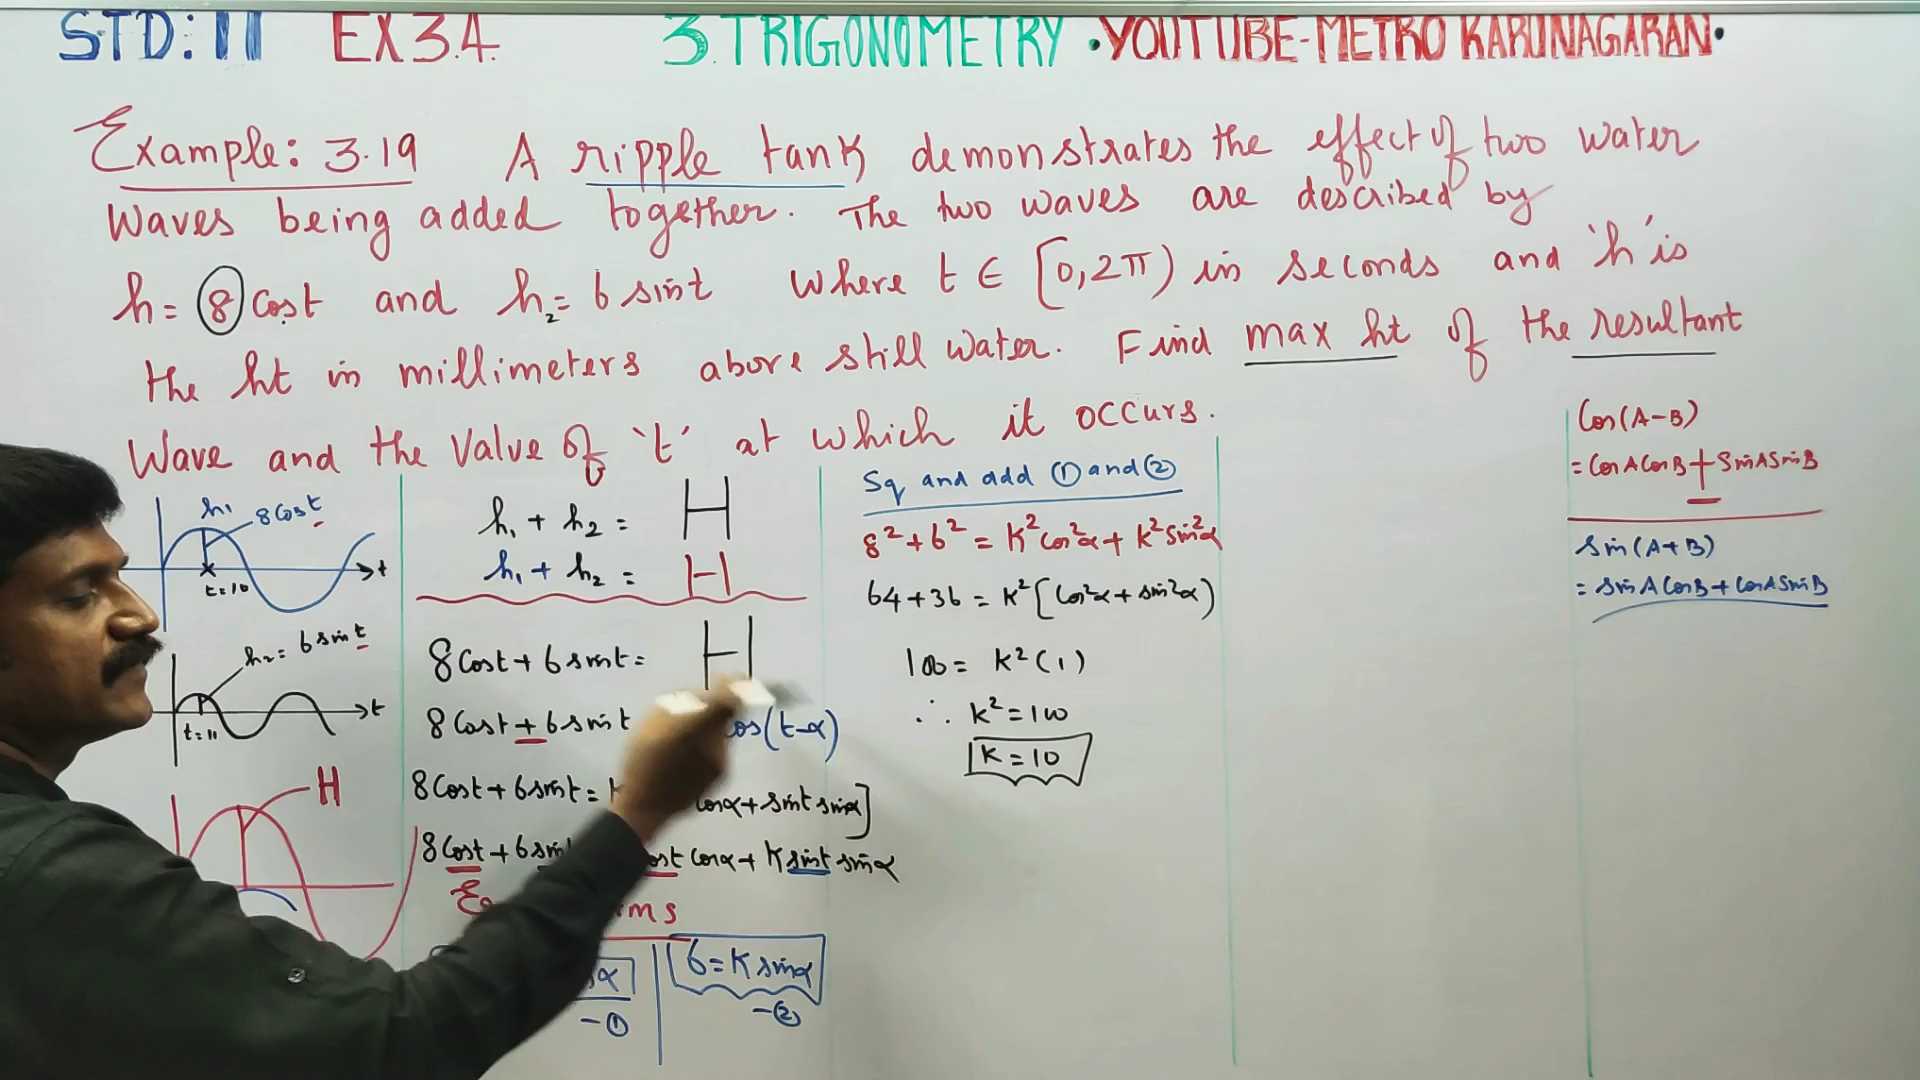 STD: 11 EX 3.4 3. TRIGONOMETRY • YOUTUBE-METRO KARUNAGARAN •
Example: 3.19 A ripple tank demonstrates the effect of two water
waves being added together. The two waves are described by
h = 8 Cost and h₂ = 6 sint where t ∈ [0, 2π) in seconds and 'h' is
the ht in millimeters above still water. Find max ht of the resultant
Wave and the Value of 't' at which it occurs.
h₁ 8 Cost
t
t = 10
h₂ = 6 sint
t
t = 11
H
h₁ + h₂ = H
h₁ + h₂ = H
8 Cost + 6 sint = H
8 Cost + 6 sint cos(t-α)
8 Cost + 6 sint = K cosα + sint sinα]
8 Cost + 6 sin ost cosα + K sint sinα
ms
α
- ①
6 = K sinα
- ②
Sq and add ① and ②
8² + 6² = K² cos²α + K² sin²α
64 + 36 = K² [cos²α + sin²α)
100 = K² (1)
∴ K² = 100
K = 10
Cos(A-B)
= CosA CosB + SinA SinB
sin(A+B)
= sinA CosB + CosA SinB